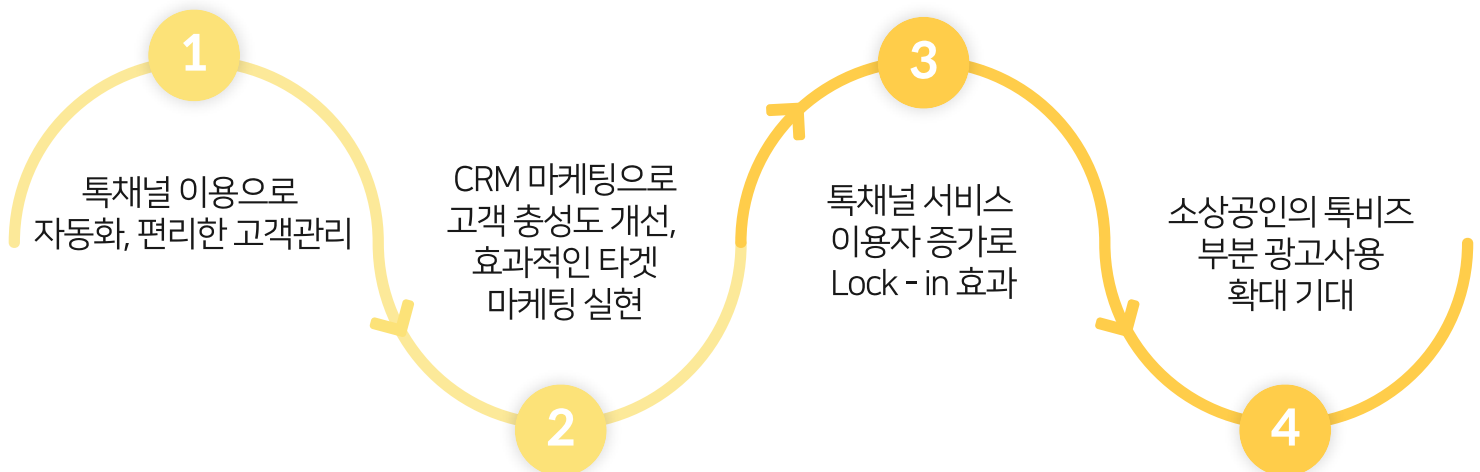 1
톡채널 이용으로
자동화, 편리한 고객관리
2
CRM 마케팅으로
고객 충성도 개선,
효과적인 타겟
마케팅 실현
3
톡채널 서비스
이용자 증가로
Lock - in 효과
4
소상공인의 톡비즈
부분 광고사용
확대 기대